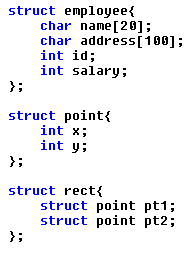 struct employee{
    char name[20];
    char address[100];
    int id;
    int salary;
};

struct point{
    int x;
    int y;
};

struct rect{
    struct point pt1;
    struct point pt2;
};